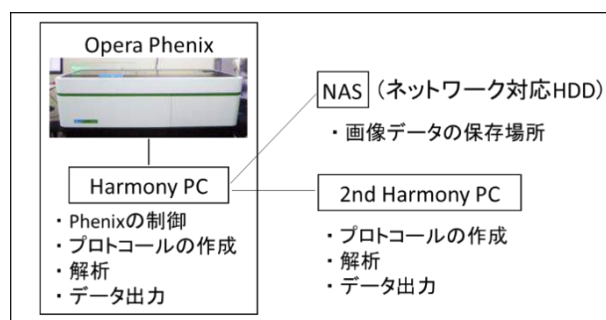 Opera Phenix
Harmony PC
・Phenixの制御
・プロトコールの作成
・解析
・データ出力
NAS (ネットワーク対応HDD)
・画像データの保存場所
2nd Harmony PC
・プロトコールの作成
・解析
・データ出力